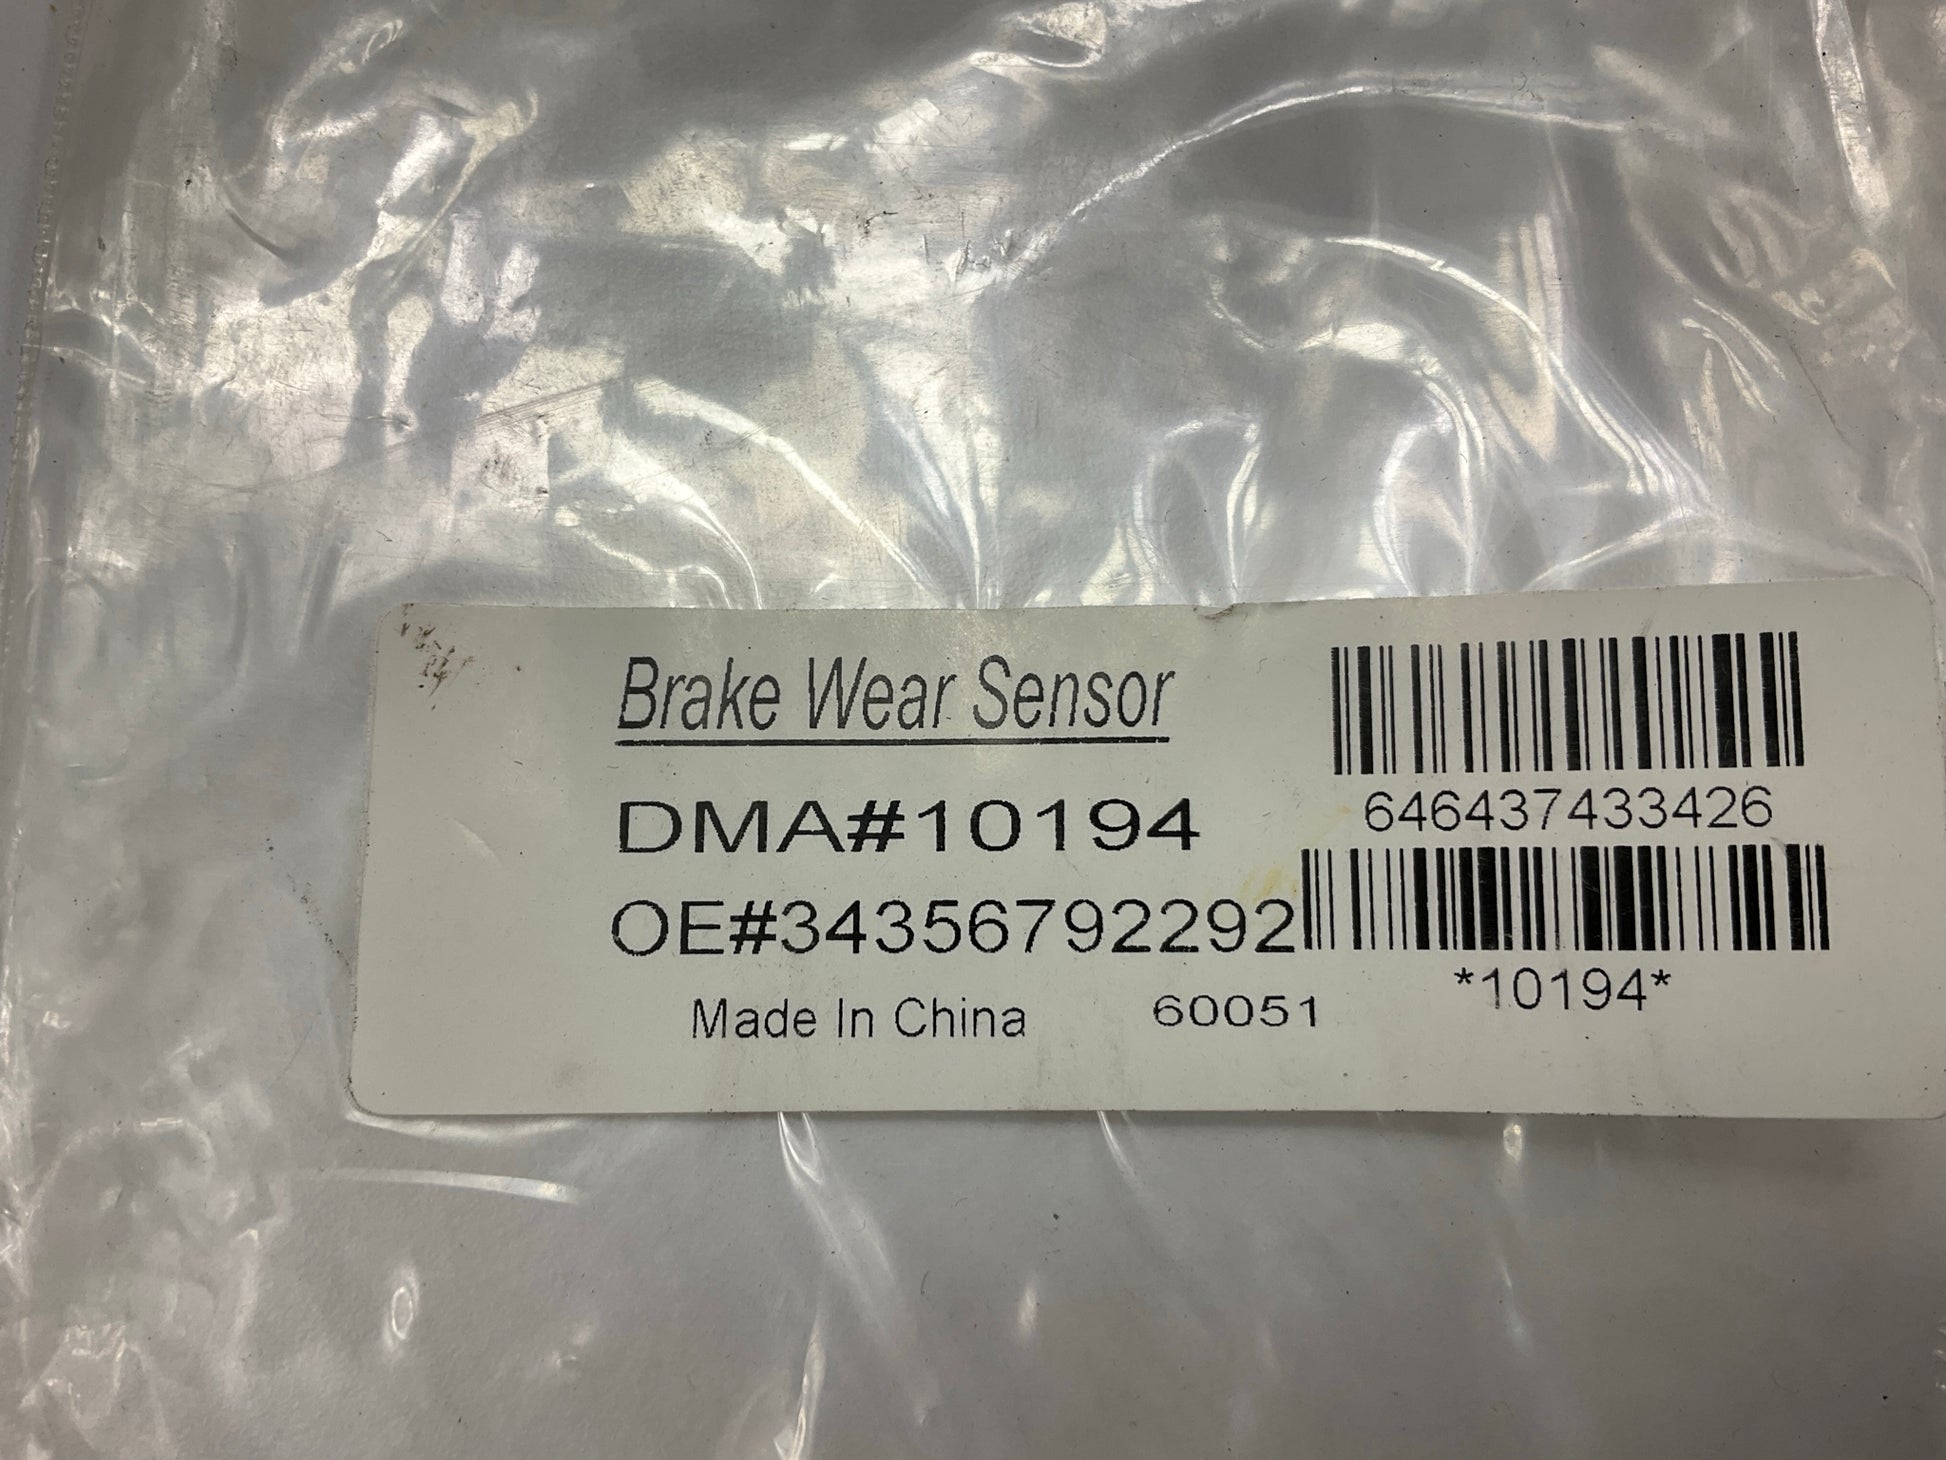 Brake Wear Sensor
DMA#10194
OE#34356792292
Made In China
60051
646437433426
*10194*